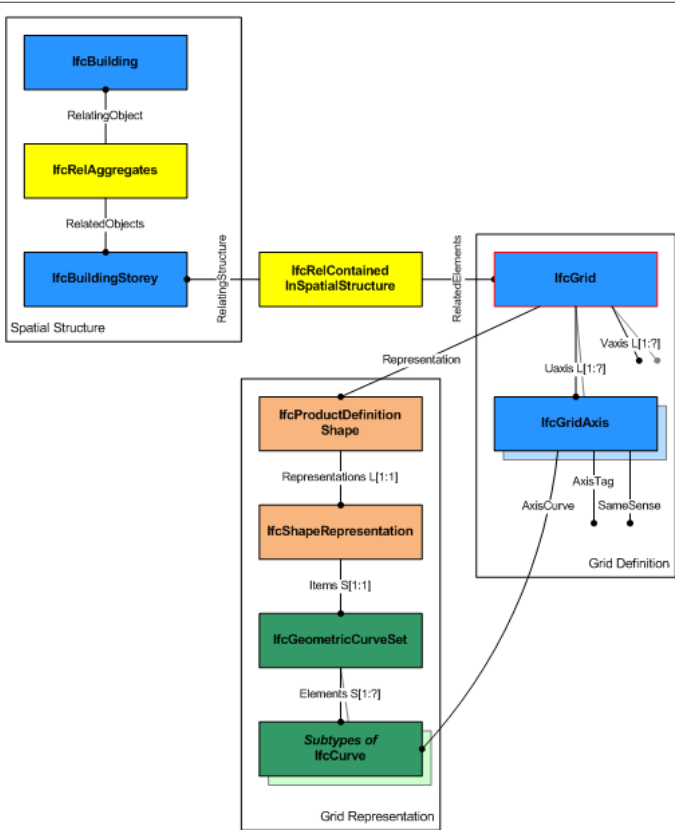 IfcBuilding
RelatingObject
IfcRelAggregates
RelatedObjects
IfcBuildingStorey
Spatial Structure
RelatingStructure
IfcRelContained
InSpatialStructure
RelatedElements
IfcGrid
Vaxis L[1:?]
Uaxis L[1:?]
IfcGridAxis
AxisTag
AxisCurve
SameSense
Grid Definition
Representation
IfcProductDefinition
Shape
Representations L[1:1]
IfcShapeRepresentation
Items S[1:1]
IfcGeometricCurveSet
Elements S[1:?]
Subtypes of
IfcCurve
Grid Representation